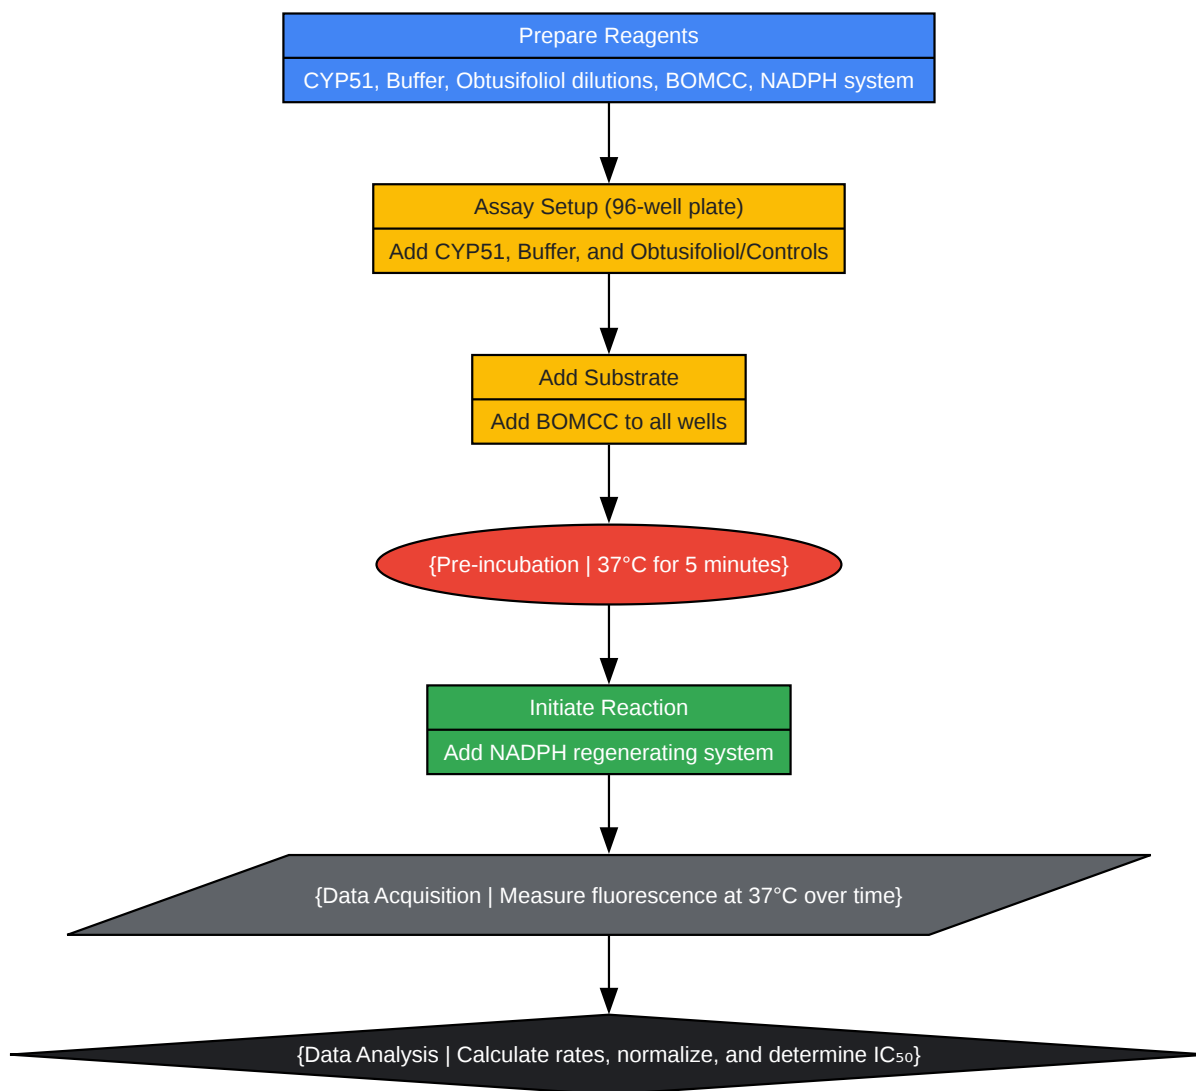 Prepare Reagents
CYP51, Buffer, Obtusifoliol dilutions, BOMCC, NADPH system
Assay Setup (96-well plate)
Add CYP51, Buffer, and Obtusifoliol/Controls
Add Substrate
Add BOMCC to all wells
{Pre-incubation | 37°C for 5 minutes}
Initiate Reaction
Add NADPH regenerating system
{Data Acquisition | Measure fluorescence at 37°C over time}
{Data Analysis | Calculate rates, normalize, and determine IC₅₀}